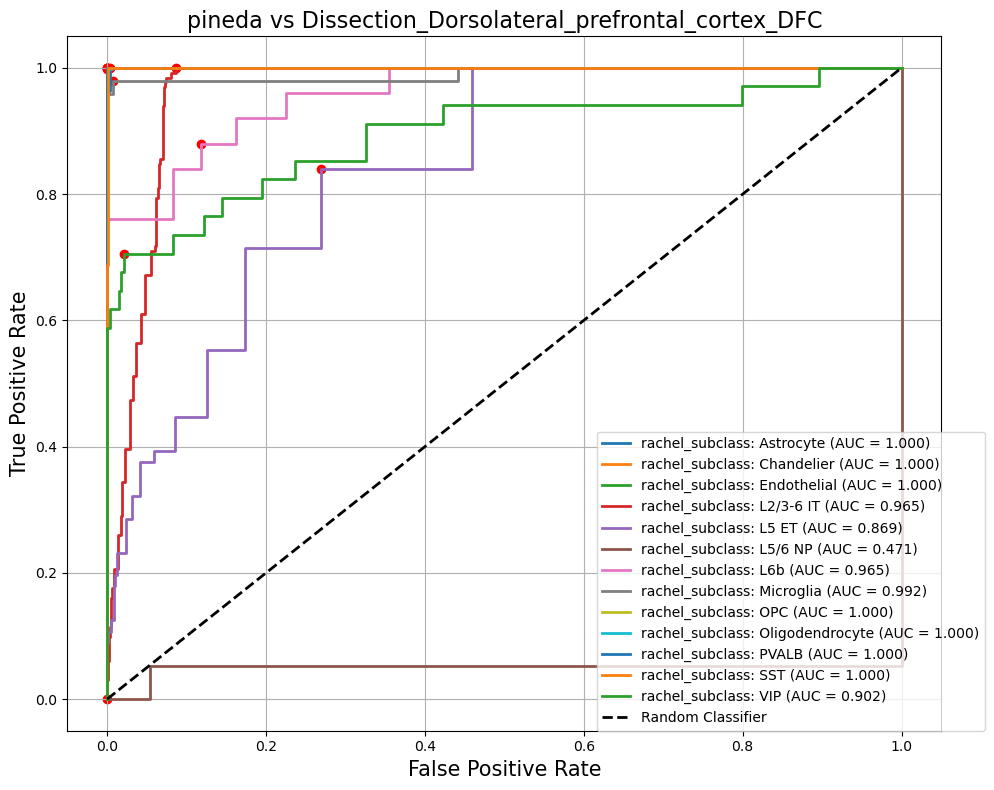 pineda vs Dissection_Dorsolateral_prefrontal_cortex_DFC
True Positive Rate
1.0
0.8
0.6
0.4
0.2
0.0
rachel_subclass: Astrocyte (AUC = 1.000)
rachel_subclass: Chandelier (AUC = 1.000)
rachel_subclass: Endothelial (AUC = 1.000)
rachel_subclass: L2/3-6 IT (AUC = 0.965)
rachel_subclass: L5 ET (AUC = 0.869)
rachel_subclass: L5/6 NP (AUC = 0.471)
rachel_subclass: L6b (AUC = 0.965)
rachel_subclass: Microglia (AUC = 0.992)
rachel_subclass: OPC (AUC = 1.000)
rachel_subclass: Oligodendrocyte (AUC = 1.000)
rachel_subclass: PVALB (AUC = 1.000)
rachel_subclass: SST (AUC = 1.000)
rachel_subclass: VIP (AUC = 0.902)
Random Classifier
0.0 0.2 0.4 0.6 0.8 1.0
False Positive Rate